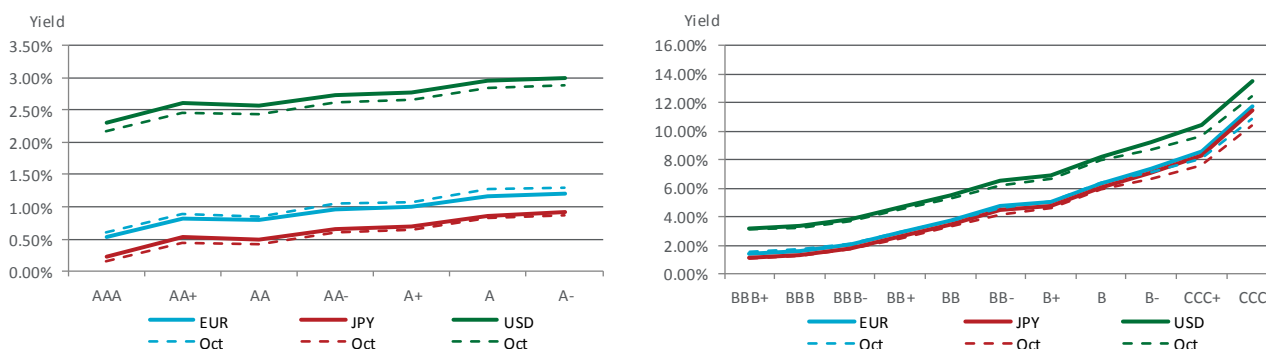 Yield
3.50%
3.00%
2.50%
2.00%
1.50%
1.00%
0.50%
0.00%
AAA AA+ AA AA- A+ A A-
EUR JPY USD
Oct Oct Oct
Yield
16.00%
14.00%
12.00%
10.00%
8.00%
6.00%
4.00%
2.00%
0.00%
BBB+ BBB BBB- BB+ BB BB- B+ B B- CCC+ CCC
EUR JPY USD
Oct Oct Oct